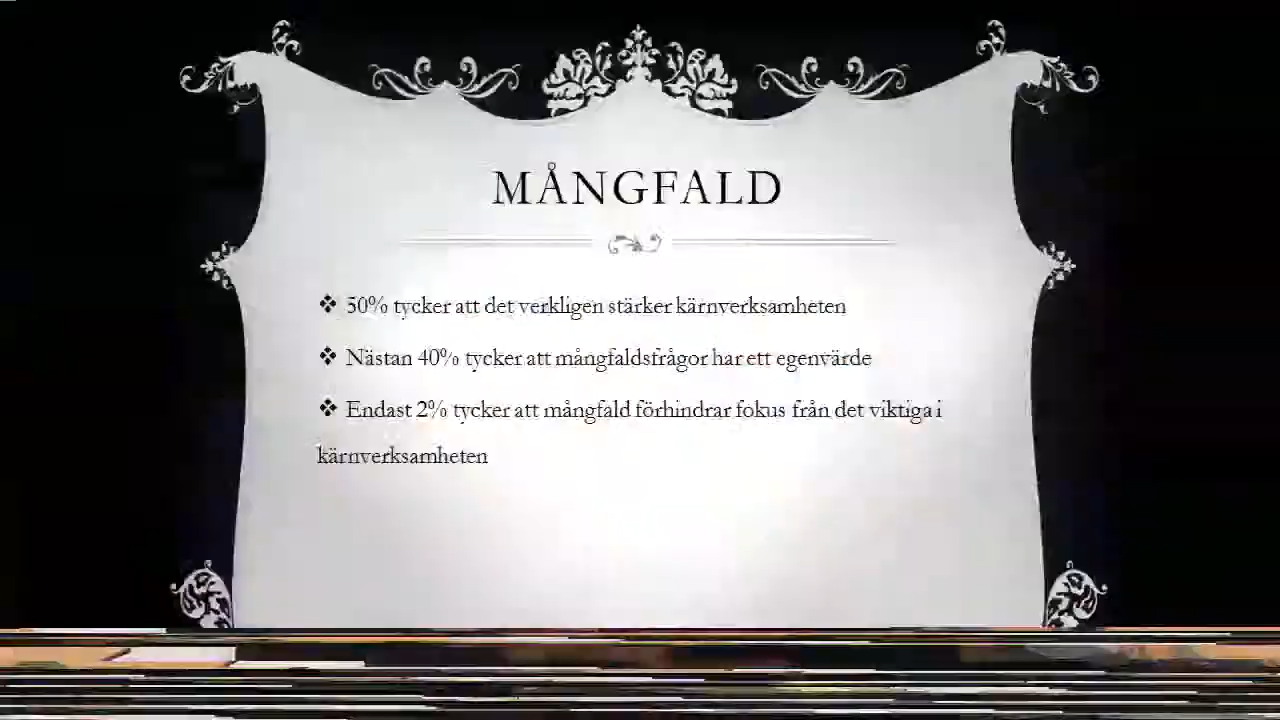 MÅNGFALD
❖ 50% tycker att det verkligen stärker kärnverksamheten
❖ Nästan 40% tycker att mångfaldsfrågor har ett egenvärde
❖ Endast 2% tycker att mångfald förhindrar fokus från det viktiga i
kärnverksamheten